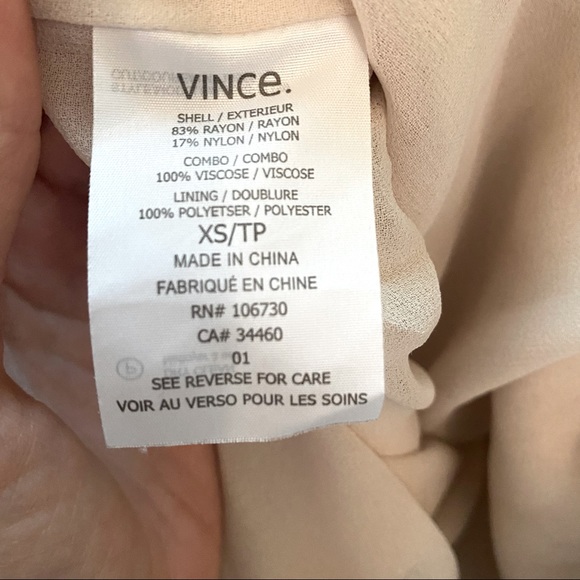 VINCE.
SHELL / EXTERIEUR
83% RAYON / RAYON
17% NYLON / NYLON
COMBO / COMBO
100% VISCOSE / VISCOSE
LINING / DOUBLURE
100% POLYETSER / POLYESTER
XS/TP
MADE IN CHINA
FABRIQUÉ EN CHINE
RN# 106730
CA# 34460
01
SEE REVERSE FOR CARE
VOIR AU VERSO POUR LES SOINS